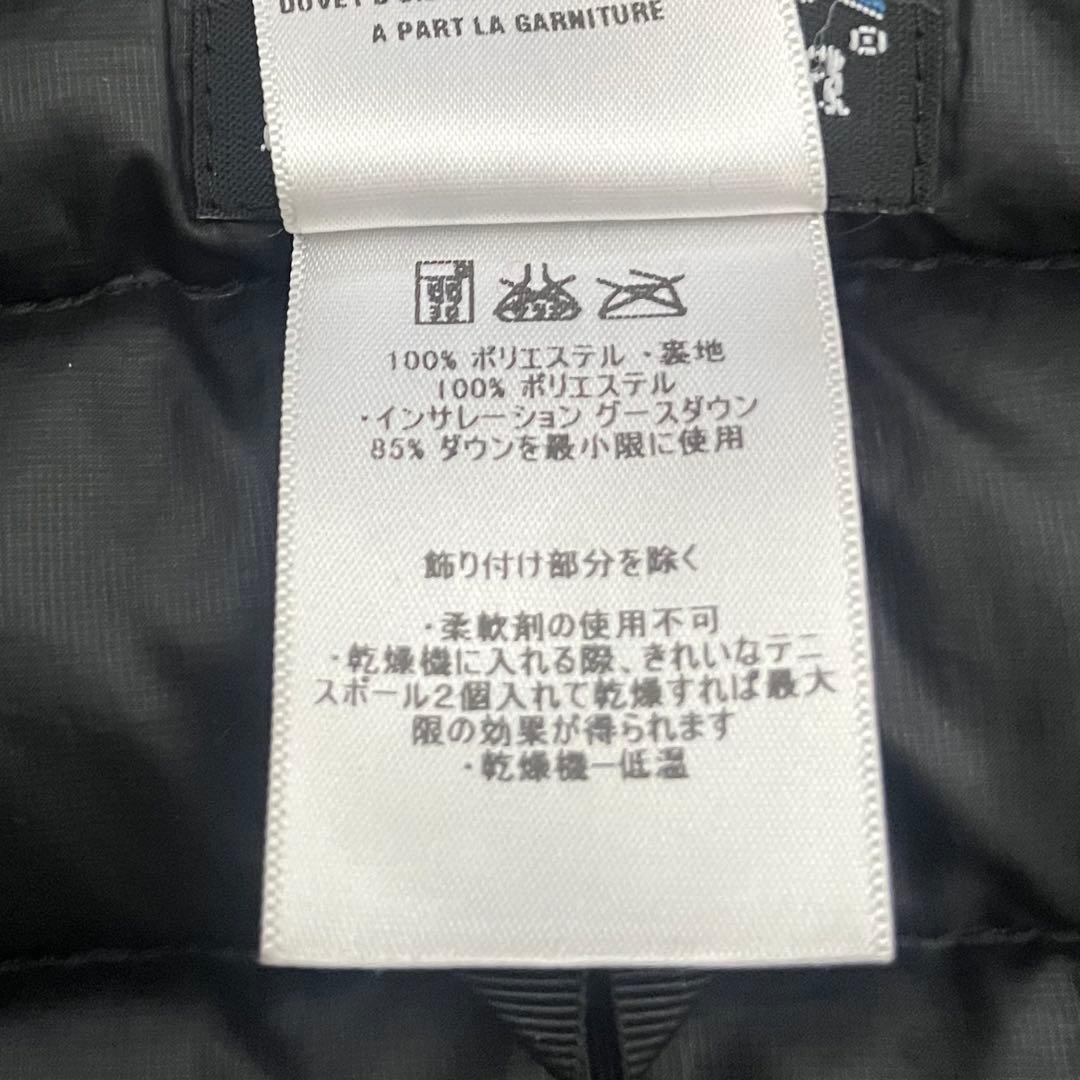 A PART LA GARNITURE
100% ポリエステル ・裏地
100% ポリエステル
・インサレーション グースダウン
85% ダウンを最小限に使用
飾り付け部分を除く
・柔軟剤の使用不可
・乾燥機に入れる際、きれいなテニ
スボール2個入れて乾燥すれば最大
限の効果が得られます
・乾燥機ー低温